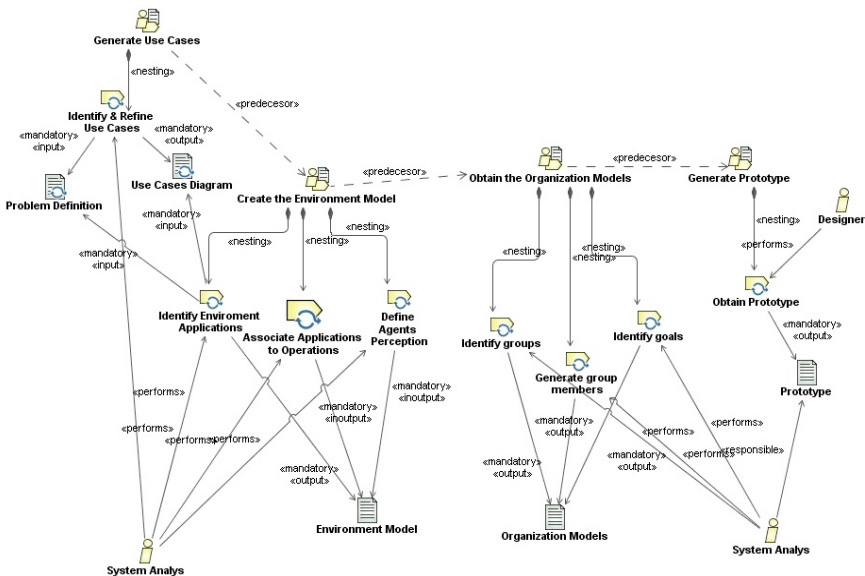 Generate Use Cases
«nesting»
«predecesor»
Identify & Refine
Use Cases
«mandatory»
«input»
«mandatory»
«output»
Problem Definition
Use Cases Diagram
«mandatory»
«input»
«mandatory»
«input»
Create the Environment Model
«predecesor»
«nesting»
«nesting»
«nesting»
Identify Enviroment
Applications
Associate Applications
to Operations
Define
Agents
Perception
«performs»
«performs»
«performs»
«performs»
«mandatory»
«inoutput»
«mandatory»
«inoutput»
«mandatory»
«output»
Environment Model
System Analys
Obtain the Organization Models
«predecesor»
Generate Prototype
«nesting»
«nesting»
«nesting»
«nesting»
Designer
«performs»
Obtain Prototype
Identify groups
Identify goals
Generate group
members
«mandatory»
«output»
Prototype
«mandatory»
«output»
«mandatory»
«output»
«mandatory»
«output»
«performs»
«performs»
«performs»
«responsible»
Organization Models
System Analys